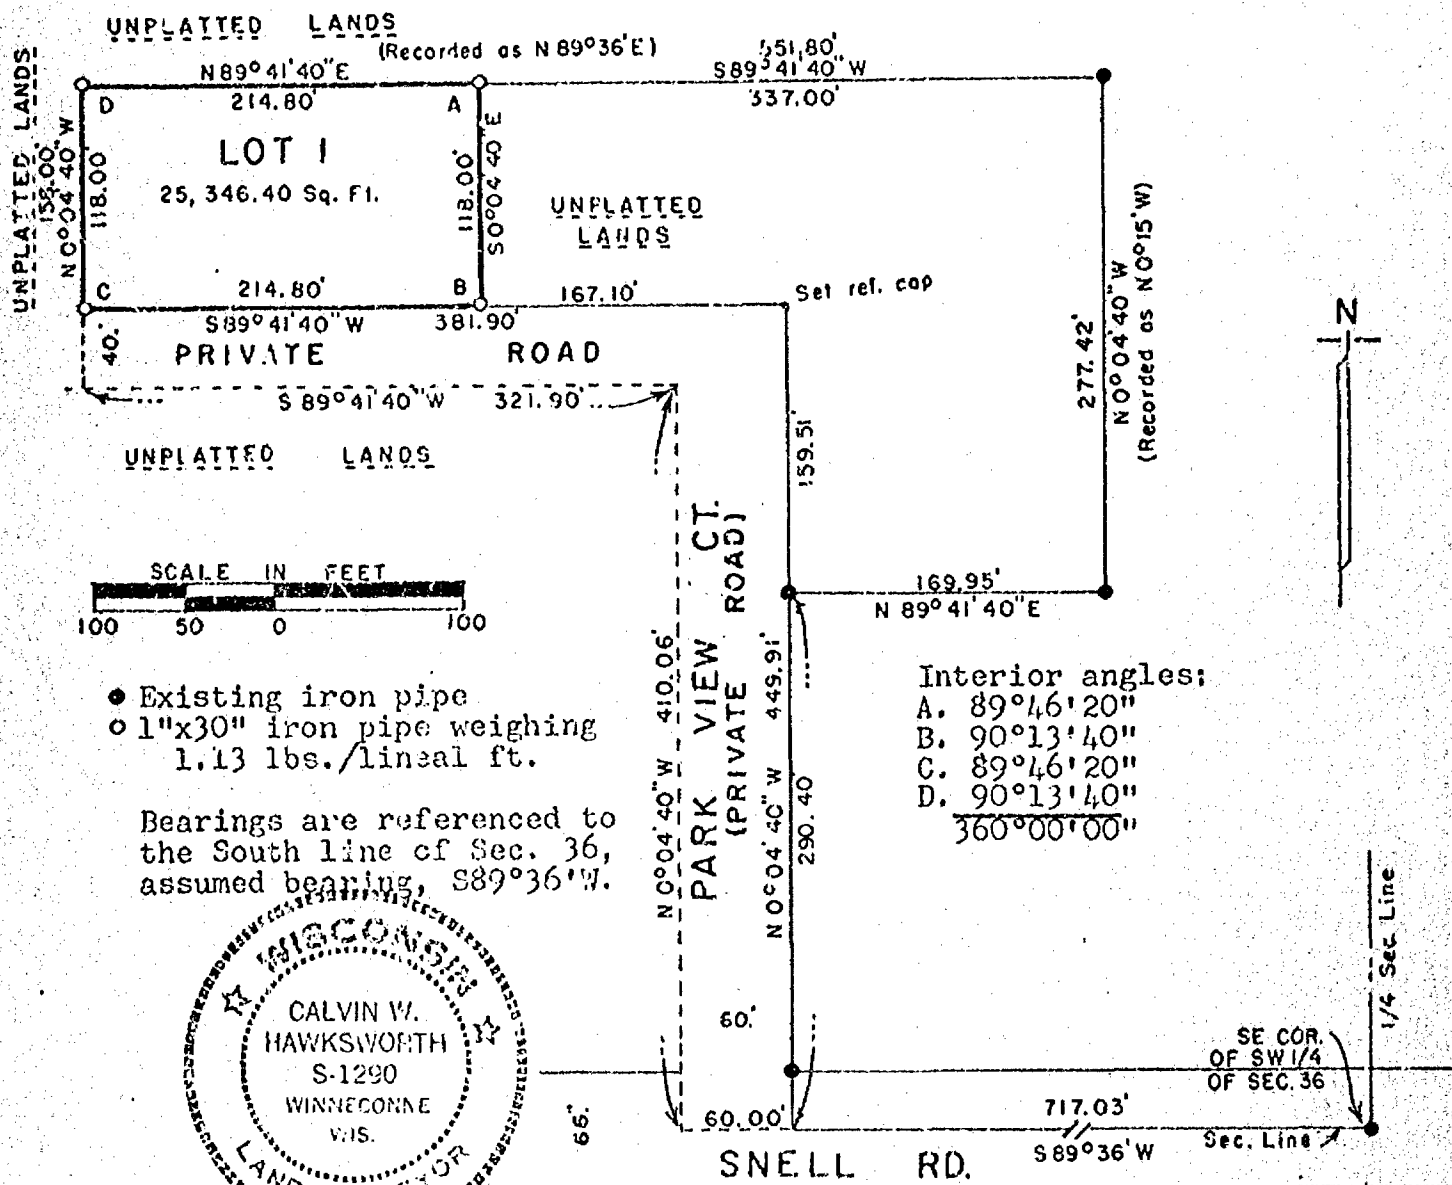 UNPLATTED LANDS
(Recorded as N 89°36'E)
N89°41'40"E
214.80'
551.80'
S89°41'40"W
337.00'
UNPLATTED LANDS
158.00'
N0°04'40"W
118.00'
D
A
LOT 1
25,346.40 Sq. Ft.
118.00'
S0°04'40"E
UNPLATTED
LANDS
C
B
214.80'
S89°41'40"W
381.90'
167.10'
Set ref. cap
277.42'
N0°04'40"W
(Recorded as N0°15'W)
N
40.'
PRIVATE ROAD
S 89°41'40"W 321.90'
UNPLATTED LANDS
159.51'
SCALE IN FEET
100 50 0 100
169.95'
N 89°41'40"E
PARK VIEW CT.
(PRIVATE ROAD)
N0°04'40"W 410.06'
N0°04'40"W 449.91'
290.40
Existing iron pipe
1"x30" iron pipe weighing
1.13 lbs./lineal ft.
Bearings are referenced to
the South line of Sec. 36,
assumed bearing, S89°36'W.
Interior angles:
A. 89°46'20"
B. 90°13'40"
C. 89°46'20"
D. 90°13'40"
360°00'00"
WISCONSIN
CALVIN W.
HAWKSWORTH
S-1290
WINNECONNE
WIS.
66.'
60.'
60.00'
717.03'
S89°36'W
Sec. Line
SE COR.
OF SW 1/4
OF SEC. 36
1/4 Sec Line
SNELL RD.